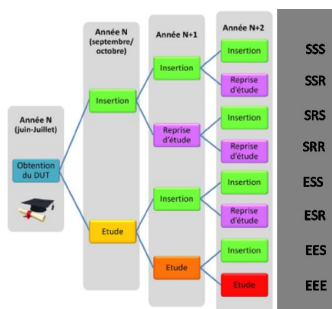 Année N
(juin-Juillet)
Obtention
du DUT
Année N
(septembre/
octobre)
Insertion
Etude
Année N+1
Insertion
Reprise
d'étude
Insertion
Etude
Année N+2
Insertion
Reprise
d'étude
Insertion
Reprise
d'étude
Insertion
Reprise
d'étude
Insertion
Etude
SSS
SSR
SRS
SRR
ESS
ESR
EES
EEE